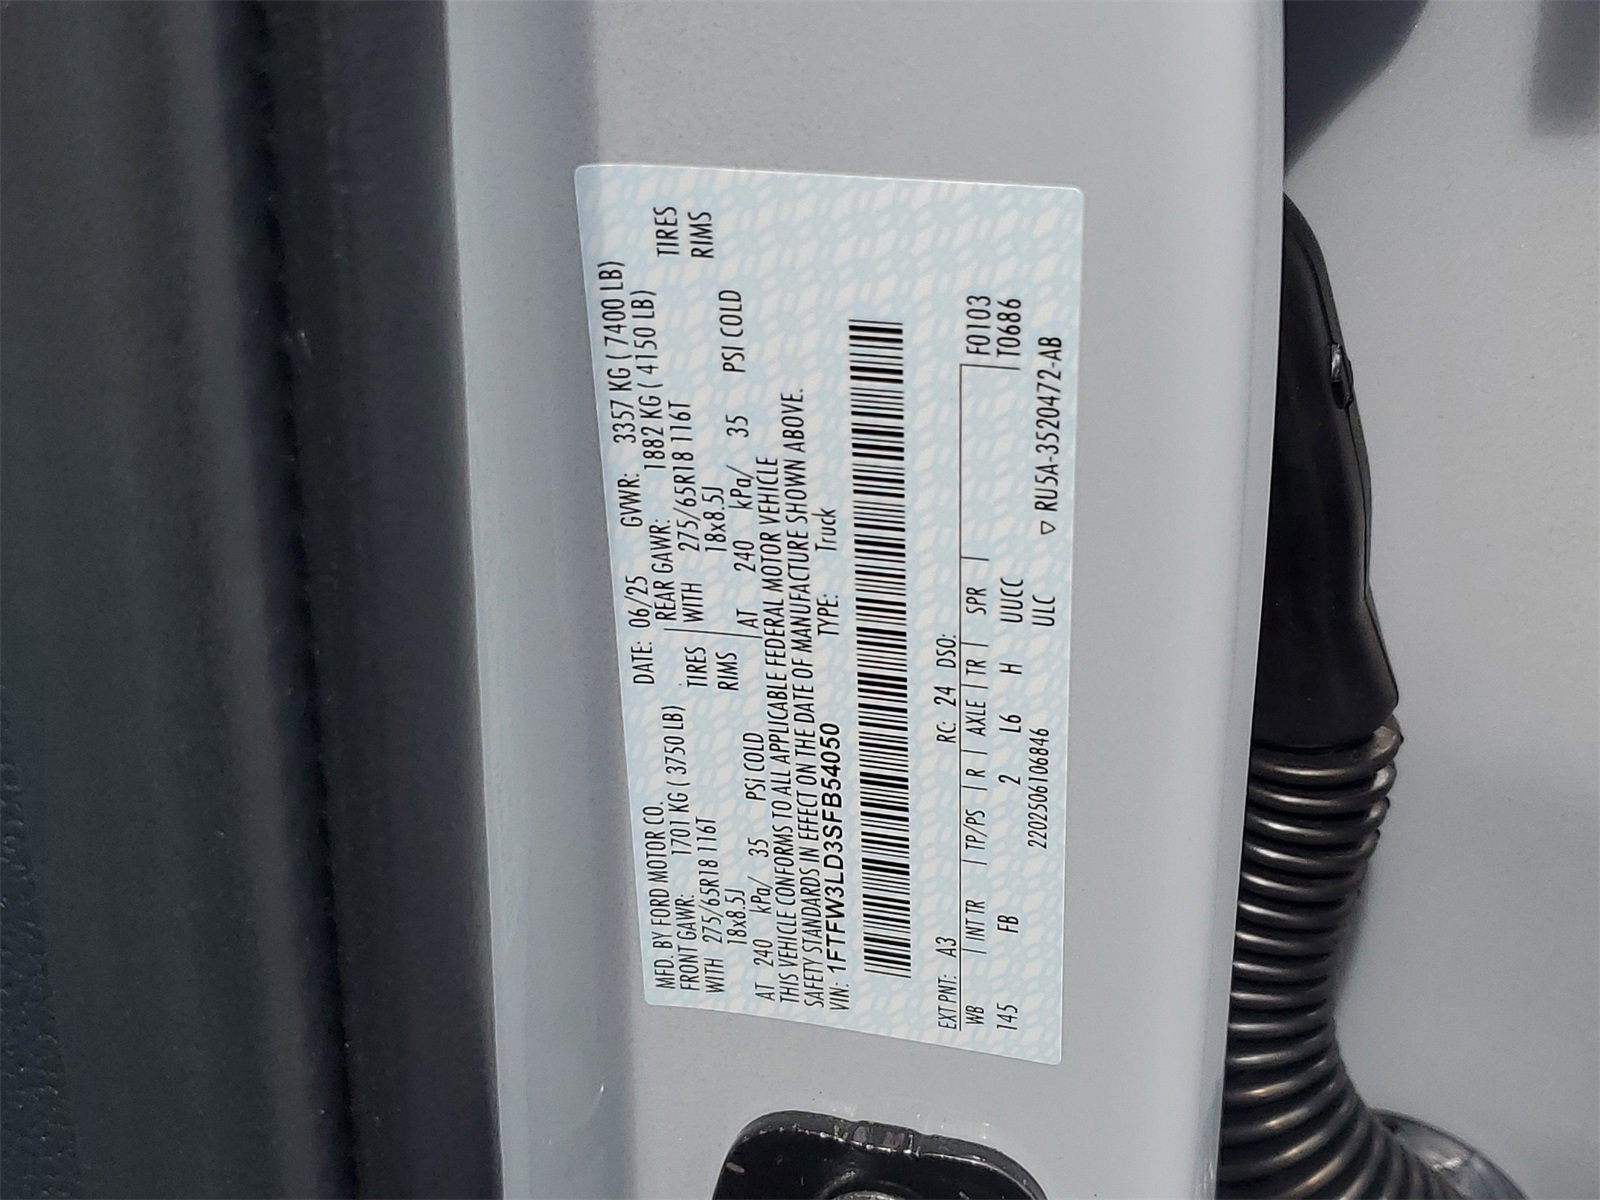 MFD. BY FORD MOTOR CO. DATE: 06/25 GVWR: 3357 KG ( 7400 LB)
FRONT GAWR: 1701 KG ( 3750 LB) REAR GAWR: 1882 KG ( 4150 LB)
WITH 275/65R18 116T TIRES WITH 275/65R18 116T TIRES
18x8.5J RIMS 18x8.5J RIMS
AT 240 kPa/ 35 PSI COLD AT 240 kPa/ 35 PSI COLD
THIS VEHICLE CONFORMS TO ALL APPLICABLE FEDERAL MOTOR VEHICLE
SAFETY STANDARDS IN EFFECT ON THE DATE OF MANUFACTURE SHOWN ABOVE.
VIN: 1FTFW3LD3SFB54050 TYPE: Truck
EXT PNT: A3 RC: 24 DSO: F0103
WB | INT TR | TP/PS | R | AXLE | TR | SPR | T0686
145 FB 2 L6 H UUCC
2202506106846 ULC ▽ RU5A-3520472-AB